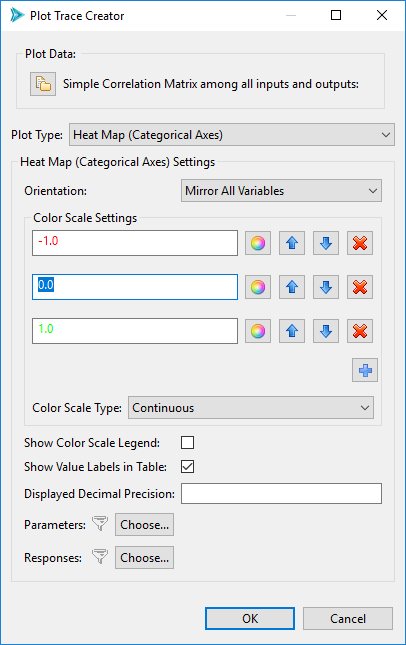 Plot Trace Creator
Plot Data:
Simple Correlation Matrix among all inputs and outputs:
Plot Type: Heat Map (Categorical Axes)
Heat Map (Categorical Axes) Settings
Orientation: Mirror All Variables
Color Scale Settings
-1.0
0.0
1.0
Color Scale Type: Continuous
Show Color Scale Legend:
Show Value Labels in Table:
Displayed Decimal Precision:
Parameters: Choose...
Responses: Choose...
OK Cancel